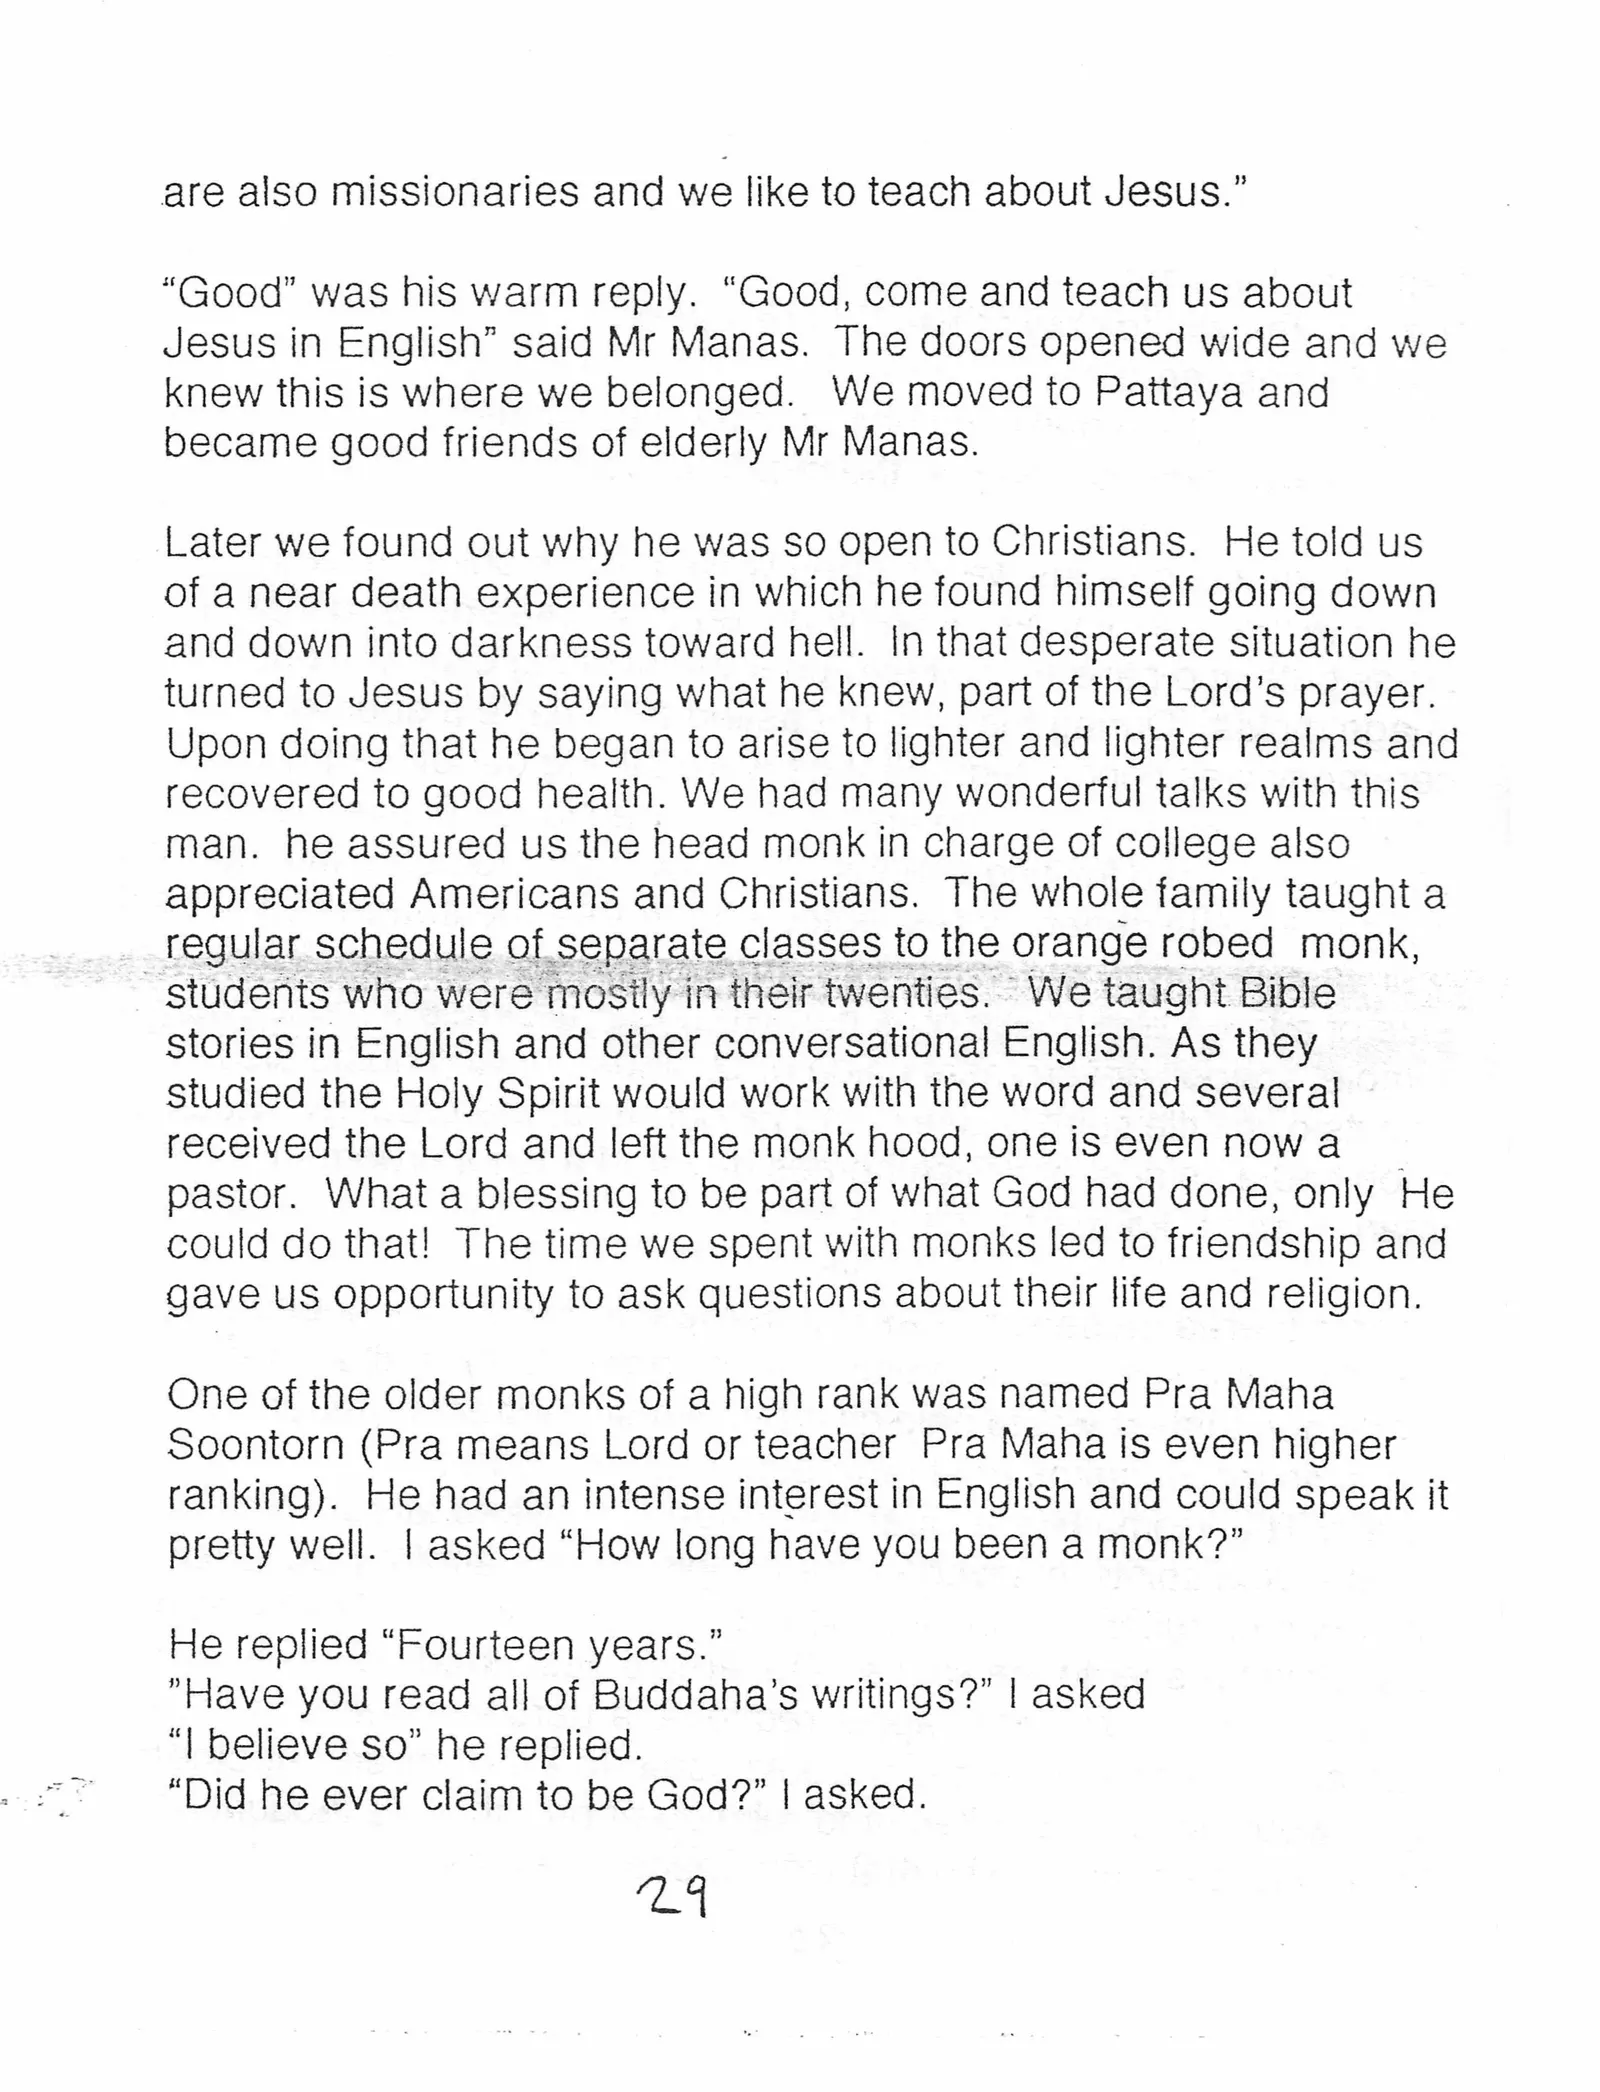 are also missionaries and we like to teach about Jesus.”
“Good” was his warm reply.  “Good, come and teach us about
Jesus in English” said Mr Manas.  The doors opened wide and we
knew this is where we belonged.   We moved to Pattaya and
became good friends of elderly Mr Manas.
Later we found out why he was so open to Christians.  He told us
of a near death experience in which he found himself going down
and down into darkness toward hell.  In that desperate situation he
turned to Jesus by saying what he knew, part of the Lord’s prayer.
Upon doing that he began to arise to lighter and lighter realms and
recovered to good health. We had many wonderful talks with this
man.  he assured us the head monk in charge of college also
appreciated Americans and Christians.  The whole family taught a
regular schedule of separate classes to the orange robed  monk,
students who were mostly in their twenties.   We taught Bible
stories in English and other conversational English. As they
studied the Holy Spirit would work with the word and several
received the Lord and left the monk hood, one is even now a
pastor.  What a blessing to be part of what God had done, only  He
could do that!  The time we spent with monks led to friendship and
gave us opportunity to ask questions about their life and religion.
One of the older monks of a high rank was named Pra Maha
Soontorn (Pra means Lord or teacher  Pra Maha is even higher
ranking).  He had an intense interest in English and could speak it
pretty well.  I asked “How long have you been a monk?”
He replied “Fourteen years.”
”Have you read all of Buddaha’s writings?” I asked
“I believe so” he replied.
“Did he ever claim to be God?” I asked.
29